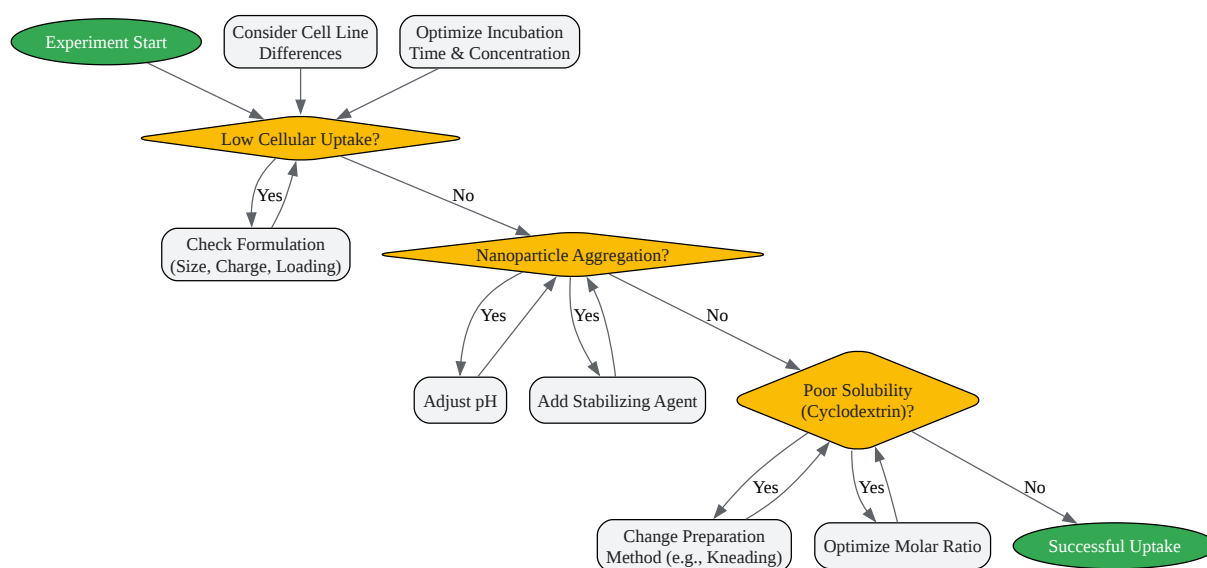 Experiment Start
Consider Cell Line
Differences
Optimize Incubation
Time & Concentration
Low Cellular Uptake?
Yes
No
Check Formulation
(Size, Charge, Loading)
Nanoparticle Aggregation?
Yes
Yes
No
Adjust pH
Add Stabilizing Agent
Poor Solubility
(Cyclodextrin)?
Yes
Yes
No
Change Preparation
Method (e.g., Kneading)
Optimize Molar Ratio
Successful Uptake